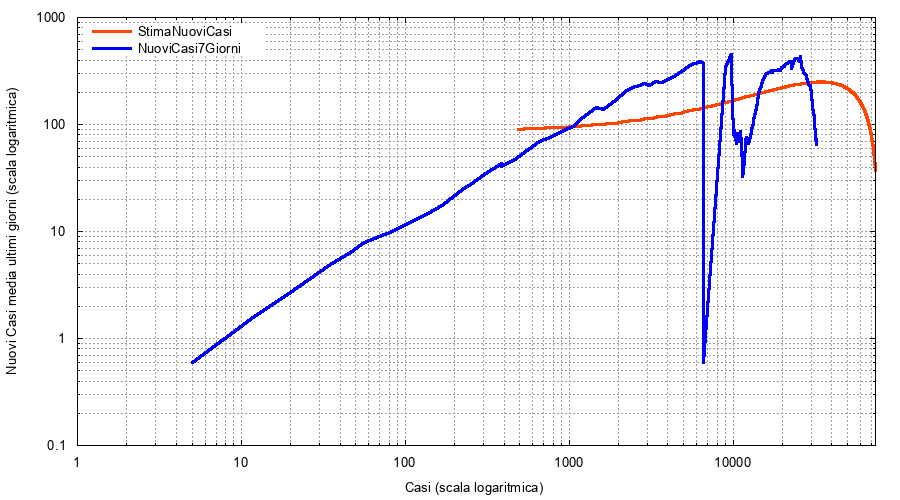 1000
100
10
1
0.1
Nuovi Casi media ultimi giorni (scala logaritmica)
StimaNuoviCasi
NuoviCasi7Giorni
1 10 100 1000 10000
Casi (scala logaritmica)